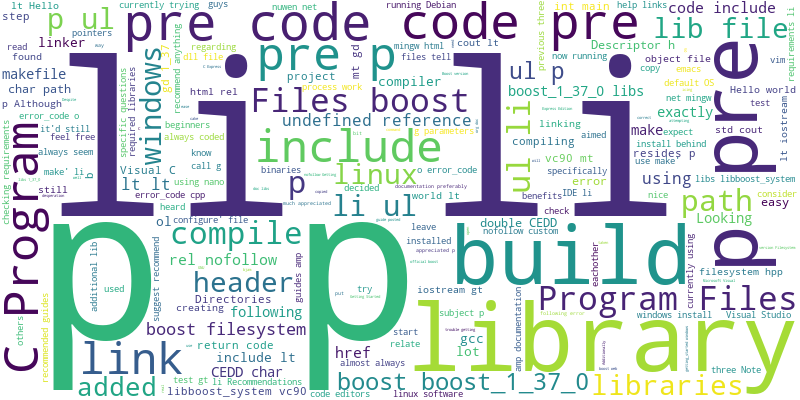 lt Hello
currently trying
guys
nuwen net
running Debian
int main
help links
step
p ul
pre code
code pre
code include
lib file
pre p
linker
regarding
pointers
way
mingw html
cout lt
previous three
Descriptor h
object file
read
found
makefile
char path
p Although
windows
dll file
project
process work
files tell
compiler
now running
vim
copy
emacs
default OS
html rel
Files boost
ul p
boost_1_37_0 libs
Hello world
test
error_code o
it'd still
feel free
specific questions
required libraries
recommend anything
undefined reference
g parameters
Express Edition
net mingw
exactly
std cout
lt iostream
beginners
always coded
include
linking
make
expect
install behind
always seem
Visual C
compiling
aimed
vc90 mt
resides p
use make
know
call g
linux
specifically
error
using
libs libboost_system
make' li
binaries
p
IDE li
nice
checking requirements
lt lt
error_code cpp
decided
documentation preferably
benefits
check
path
consider
easy
still
heard
world lt
li ul
ul li
Looking
C Program
configure' file
much appreciated
double CEDD
compile
ol
leave
nofollow custom
eachother
using nano
installed
appreciated p
filesystem hpp
rel nofollow
additional lib
suggest recommend
header
used
try
put
iostream gt
build
currently using
Directories
creating
guides amp
Program Files
recommended guides
others
following
start
subject p
amp documentation
windows install
Visual Studio
link
boost filesystem
relate
gcc
lot
return code
href
almost always
three Note
include lt
test gt
li Recommendations
CEDD char
library
added
libboost_system vc90
code editors
boost boost_1_37_0
linux software
libraries
li
pre